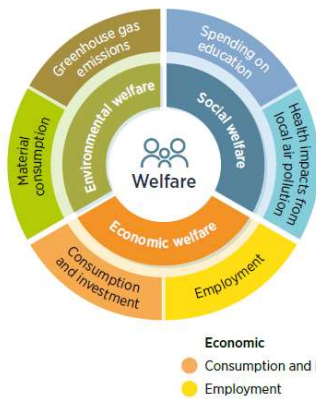 Greenhouse gas
emissions
Spending on
education
Material
consumption
Environmental welfare
Social welfare
Health impacts from
local air pollution
Welfare
Economic welfare
Consumption
and investment
Employment
Economic
Consumption and
Employment